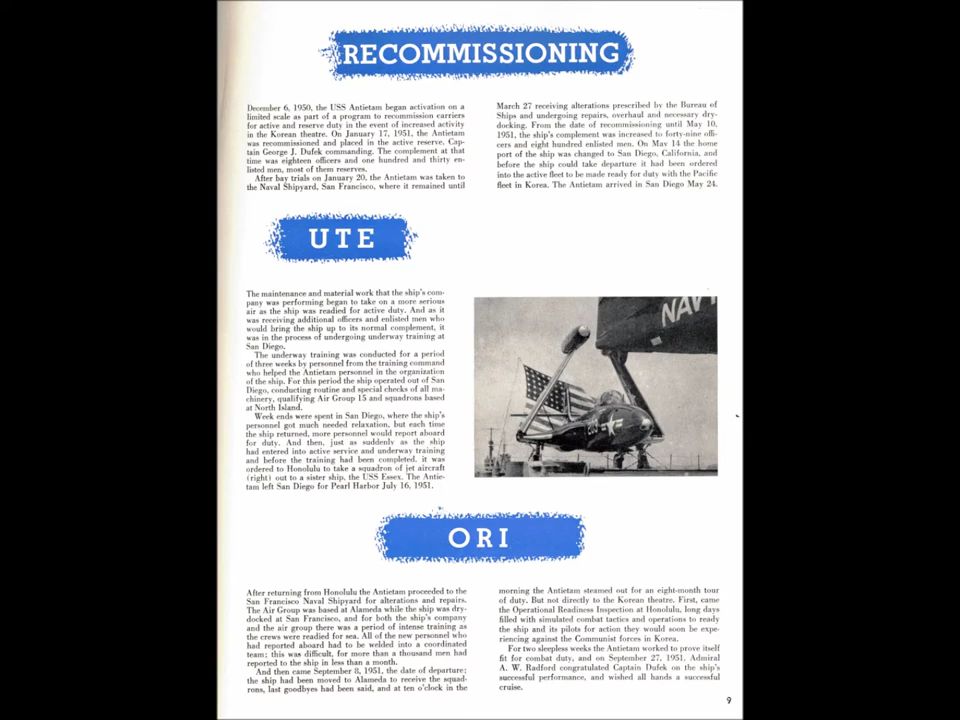 RECOMMISSIONING
December 6, 1950, the USS Antietam began activation on a
limited scale as part of a program to recommission carriers
for active and reserve duty in the event of increased activity
in the Korean theatre. On January 17, 1951, the Antietam
was recommissioned and placed in the active reserve, Cap-
tain George J. Dufek commanding. The complement at that
time was eighteen officers and one hundred and thirty en-
listed men, most of them reserves.
After bay trials on January 20, the Antietam was taken to
the Naval Shipyard, San Francisco, where it remained until
March 27 receiving alterations prescribed by the Bureau of
Ships and undergoing repairs, overhaul and necessary dry-
docking. From the date of recommissioning until May 10,
1951, the ship's complement was increased to forty-nine offi-
cers and eight hundred enlisted men. On May 14 the home
port of the ship was changed to San Diego, California, and
before the ship could take departure it had been ordered
into the active fleet to be made ready for duty with the Pacific
fleet in Korea. The Antietam arrived in San Diego May 24.
UTE
The maintenance and material work that the ship's com-
pany was performing began to take on a more serious
air as the ship was readied for active duty. And as it
was receiving additional officers and enlisted men who
would bring the ship up to its normal complement, it
was in the process of undergoing underway training at
San Diego.
The underway training was conducted for a period
of three weeks by personnel from the training command
who helped the Antietam personnel in the organization
of the ship. For this period the ship operated out of San
Diego, conducting routine and special checks of all ma-
chinery, qualifying Air Group 15 and squadrons based
at North Island.
Week ends were spent in San Diego, where the ship's
personnel got much needed relaxation, but each time
the ship returned, more personnel would report aboard
for duty. And then, just as suddenly as the ship
had entered into active service and underway training
and before the training had been completed, it was
ordered to Honolulu to take a squadron of jet aircraft
(right) out to a sister ship, the USS Essex. The Antie-
tam left San Diego for Pearl Harbor July 16, 1951.
NAVY
ORI
After returning from Honolulu the Antietam proceeded to the
San Francisco Naval Shipyard for alterations and repairs.
The Air Group was based at Alameda while the ship was dry-
docked at San Francisco, and for both the ship's company
and the air group there was a period of intense training as
the crews were readied for sea. All of the new personnel who
had reported aboard had to be welded into a coordinated
team; this was difficult, for more than a thousand men had
reported to the ship in less than a month.
And then came September 8, 1951, the date of departure;
the ship had been moved to Alameda to receive the squad-
rons, last goodbyes had been said, and at ten o'clock in the
morning the Antietam steamed out for an eight-month tour
of duty. But not directly to the Korean theatre. First, came
the Operational Readiness Inspection at Honolulu, long days
filled with simulated combat tactics and operations to ready
the ship and its pilots for action they would soon be expe-
riencing against the Communist forces in Korea.
For two sleepless weeks the Antietam worked to prove itself
fit for combat duty, and on September 27, 1951, Admiral
A. W. Radford congratulated Captain Dufek on the ship's
successful performance, and wished all hands a successful
cruise.
9